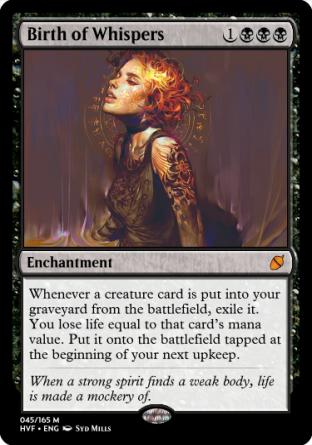 Birth of Whispers 1
Enchantment
Whenever a creature card is put into your
graveyard from the battlefield, exile it.
You lose life equal to that card's mana
value. Put it onto the battlefield tapped at
the beginning of your next upkeep.
When a strong spirit finds a weak body, life
is made a mockery of.
045/165 M
HVF • ENG SYD MILLS